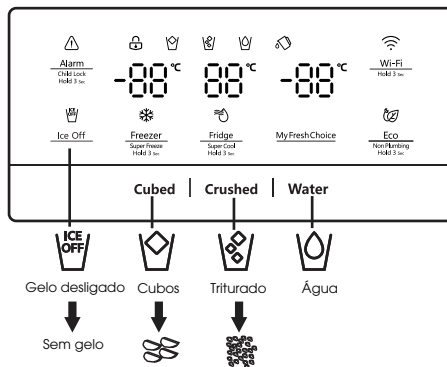 Alarm
Child Lock
Hold 3 Sec
-88 °C
88 °C
-88 °C
Wi-Fi
Hold 3 Sec
ICE OFF
Ice Off
Freezer
Super Freeze
Hold 3 Sec
Fridge
Super Cool
Hold 3 Sec
MyFreshChoice
Eco
Non Plumbing
Hold 3 Sec
Cubed | Crushed | Water
ICE
OFF
Gelo desligado
Cubos
Triturado
Água
Sem gelo